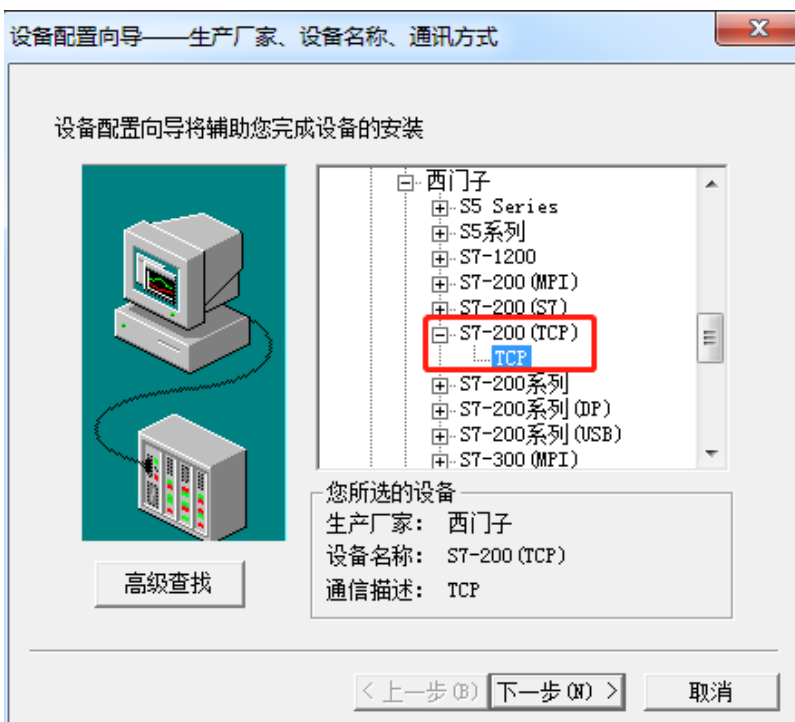 设备配置向导——生产厂家、设备名称、通讯方式
设备配置向导将辅助您完成设备的安装
西门子
S5 Series
S5系列
S7-1200
S7-200(MPI)
S7-200(S7)
S7-200(TCP)
TCP
S7-200系列
S7-200系列(DP)
S7-200系列(USB)
S7-300(MPI)
您所选的设备
生产厂家： 西门子
设备名称： S7-200(TCP)
通信描述： TCP
高级查找
< 上一步(B) 下一步(N) > 取消